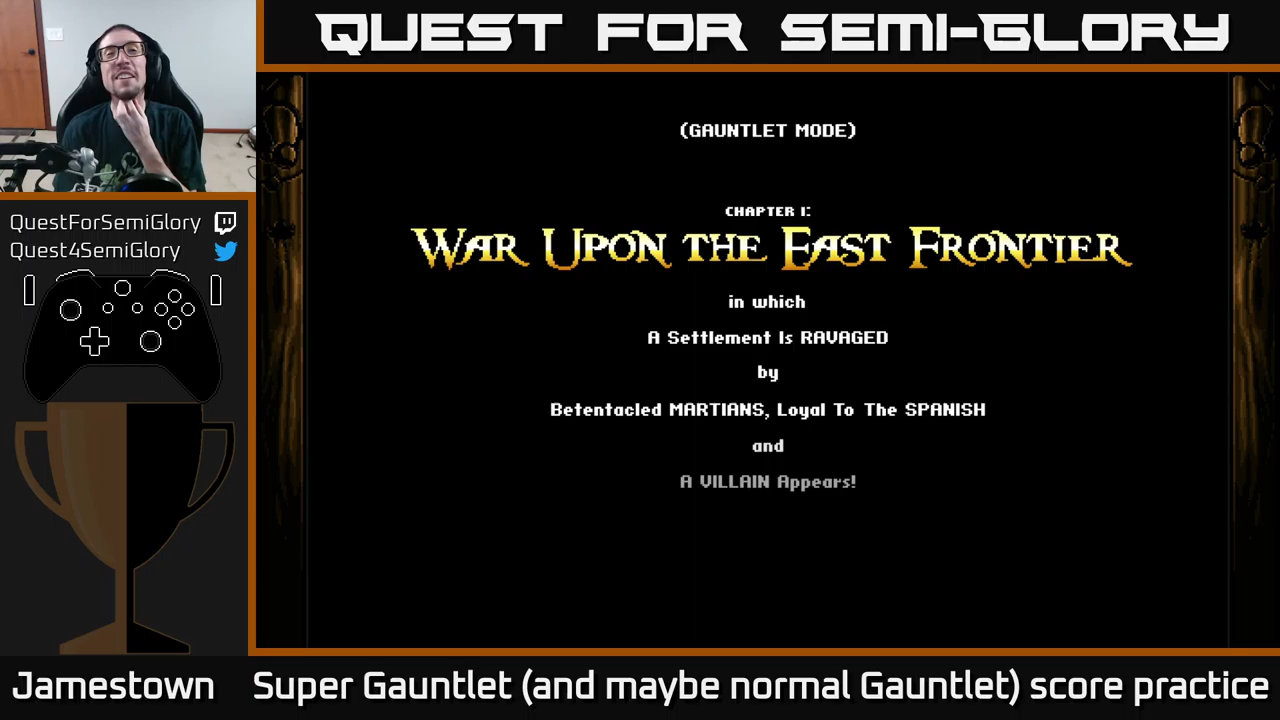 QUEST FOR SEMI-GLORY
(GAUNTLET MODE)
CHAPTER I:
WAR UPON THE EAST FRONTIER
in which
A Settlement Is RAVAGED
by
Betentacled MARTIANS, Loyal To The SPANISH
and
A VILLAIN Appears!
QuestForSemiGlory
Quest4SemiGlory
Jamestown Super Gauntlet (and maybe normal Gauntlet) score practice